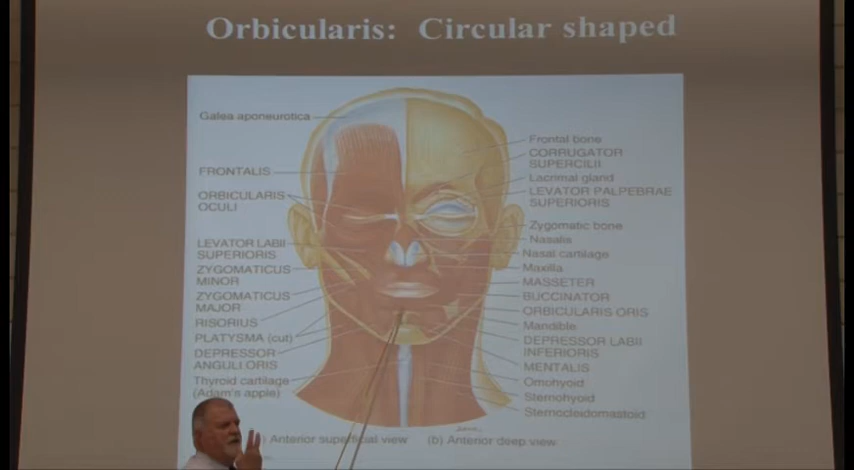 Orbicularis: Circular shaped
Galea aponeurotica
FRONTALIS
ORBICULARIS
OCULI
LEVATOR LABII
SUPERIORIS
ZYGOMATICUS
MINOR
ZYGOMATICUS
MAJOR
RISORIUS
PLATYSMA (cut)
DEPRESSOR
ANGULI ORIS
Thyroid cartilage
(Adam's apple)
Frontal bone
CORRUGATOR
SUPERCILII
Lacrimal gland
LEVATOR PALPEBRAE
SUPERIORIS
Zygomatic bone
Nasalis
Nasal cartilage
Maxilla
MASSETER
BUCCINATOR
ORBICULARIS ORIS
Mandible
DEPRESSOR LABII
INFERIORIS
MENTALIS
Omohyoid
Sternohyoid
Sternocleidomastoid
) Anterior superficial view
(b) Anterior deep view